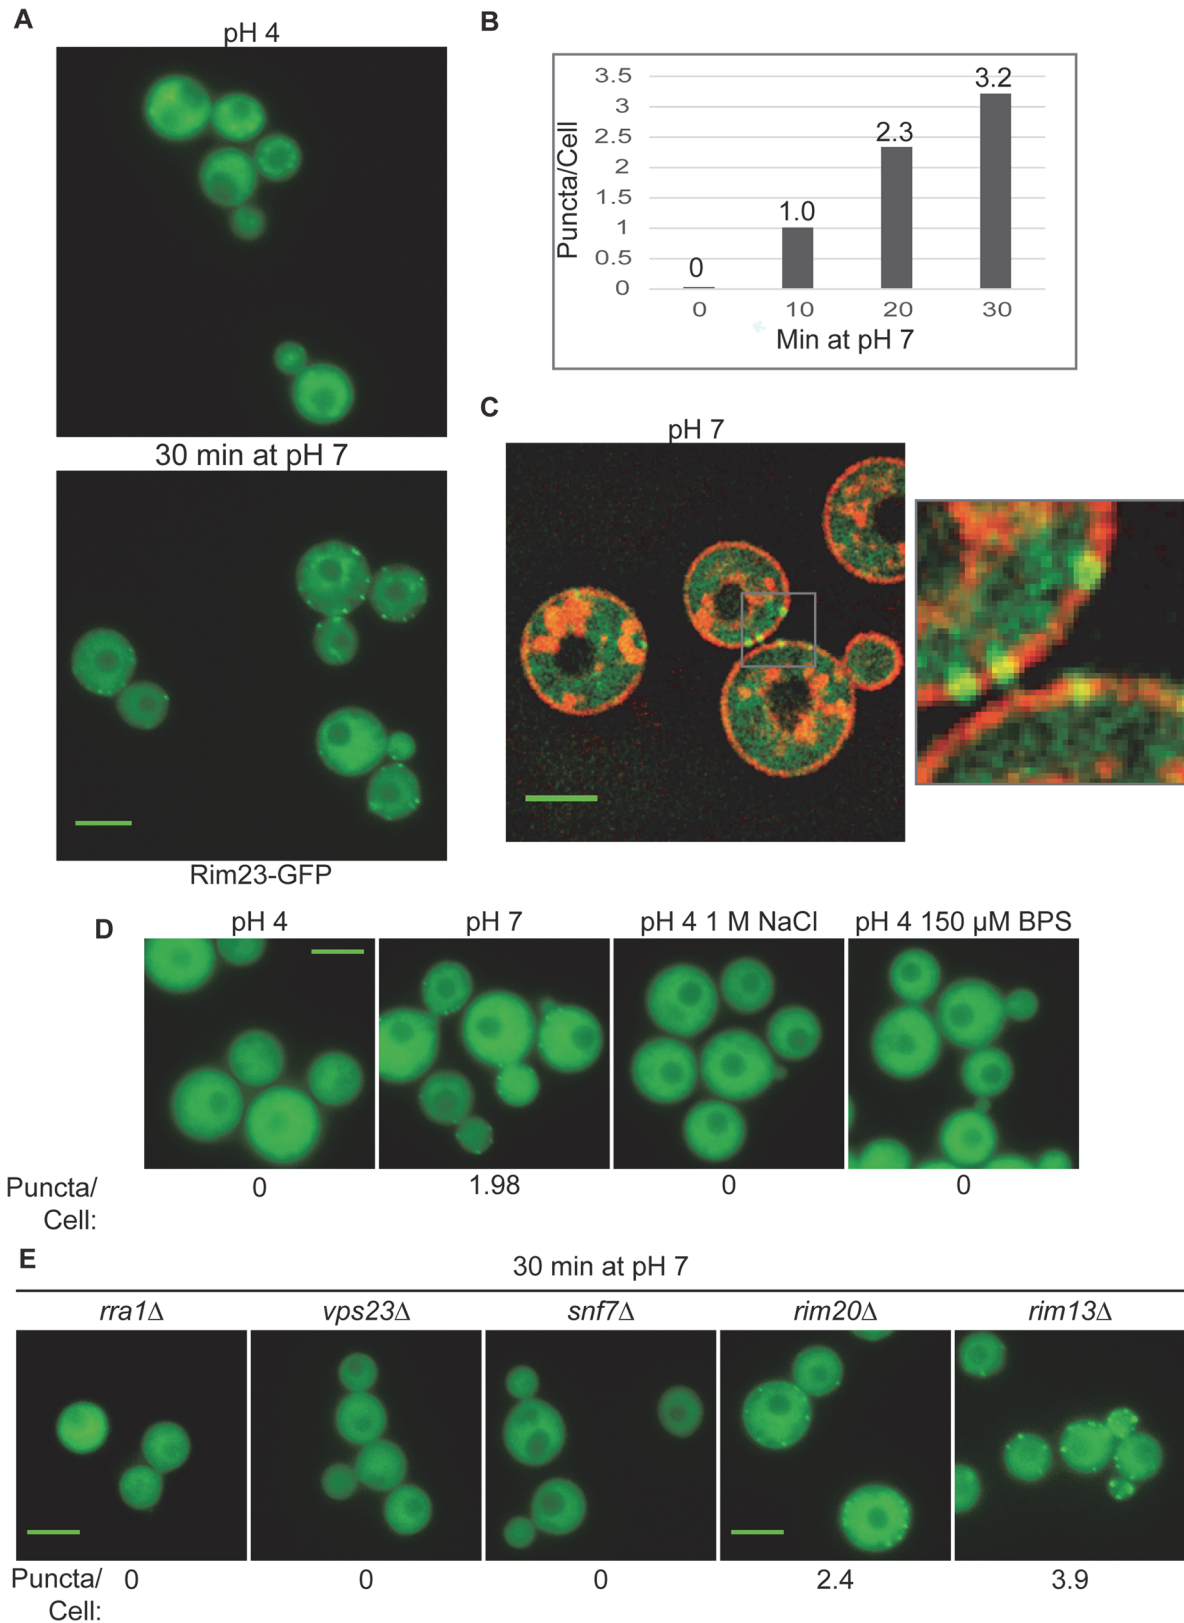 A
pH 4
30 min at pH 7
Rim23-GFP
B
Puncta/Cell
3.5
3
2.5
2
1.5
1
0.5
0
0
1.0
2.3
3.2
0 10 20 30
Min at pH 7
C
pH 7
D
pH 4 pH 7 pH 4 1 M NaCl pH 4 150 µM BPS
Puncta/ 0 1.98 0 0
Cell:
E
30 min at pH 7
rra1Δ vps23Δ snf7Δ rim20Δ rim13Δ
Puncta/ 0 0 0 2.4 3.9
Cell: